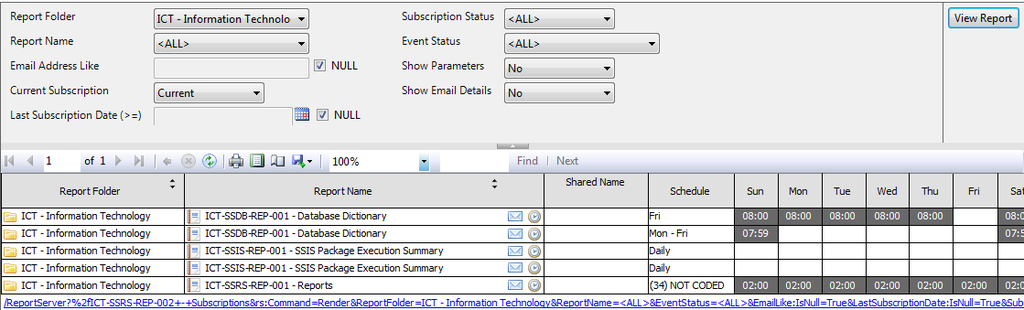 Report Folder ICT - Information Technolo Subscription Status <ALL> View Report
Report Name <ALL> Event Status <ALL>
Email Address Like NULL Show Parameters No
Current Subscription Current Show Email Details No
Last Subscription Date (>=) NULL
1 of 1 100% Find | Next
Report Folder Report Name Shared Name Schedule Sun Mon Tue Wed Thu Fri Sat
ICT - Information Technology ICT-SSDB-REP-001 - Database Dictionary Fri 08:00 08:00 08:00 08:00 08:00 08:0
ICT - Information Technology ICT-SSDB-REP-001 - Database Dictionary Mon - Fri 07:59 07:5
ICT - Information Technology ICT-SSIS-REP-001 - SSIS Package Execution Summary Daily
ICT - Information Technology ICT-SSIS-REP-001 - SSIS Package Execution Summary Daily
ICT - Information Technology ICT-SSRS-REP-001 - Reports (34) NOT CODED 02:00 02:00 02:00 02:00 02:00 02:00 02:0
/ReportServer?%2fICT-SSRS-REP-002+-+Subscriptions&rs:Command=Render&ReportFolder=ICT - Information Technology&ReportName=<ALL>&EventStatus=<ALL>&EmailLike:IsNull=True&LastSubscriptionDate:IsNull=True&Sub